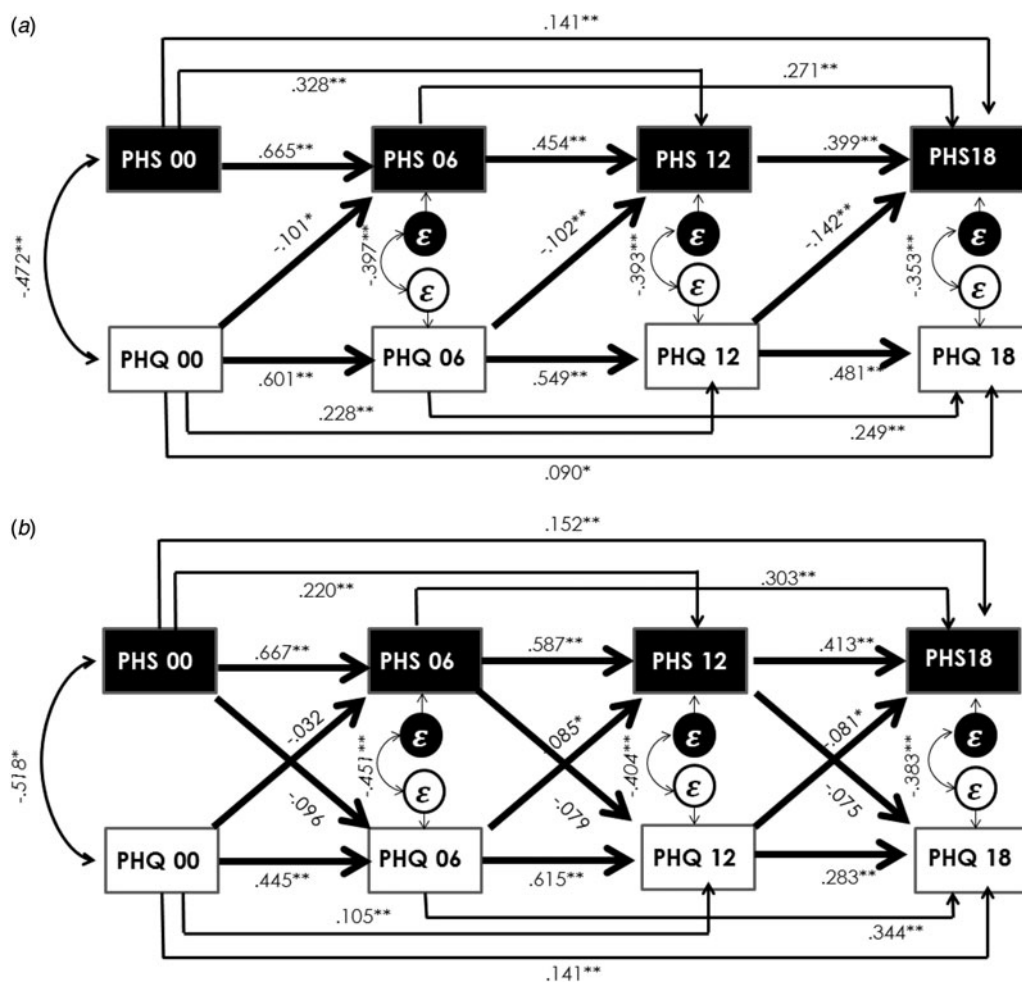 (a)
.141**
.328**
.271**
PHS 00
.665**
PHS 06
.454**
PHS 12
.399**
PHS18
-.472**
-.101*
-.397**
ε
-.102**
-.393**
ε
-.142**
-.353**
ε
ε
ε
ε
PHQ 00
.601**
PHQ 06
.549**
PHQ 12
.481**
PHQ 18
.228**
.249**
.090*
(b)
.152**
.220**
.303**
PHS 00
.667**
PHS 06
.587**
PHS 12
.413**
PHS18
-.518*
-.032
-.096
-.451**
ε
.085*
-.079
-.404**
ε
-.081*
-.075
-.383**
ε
ε
ε
ε
PHQ 00
.445**
PHQ 06
.615**
PHQ 12
.283**
PHQ 18
.105**
.344**
.141**